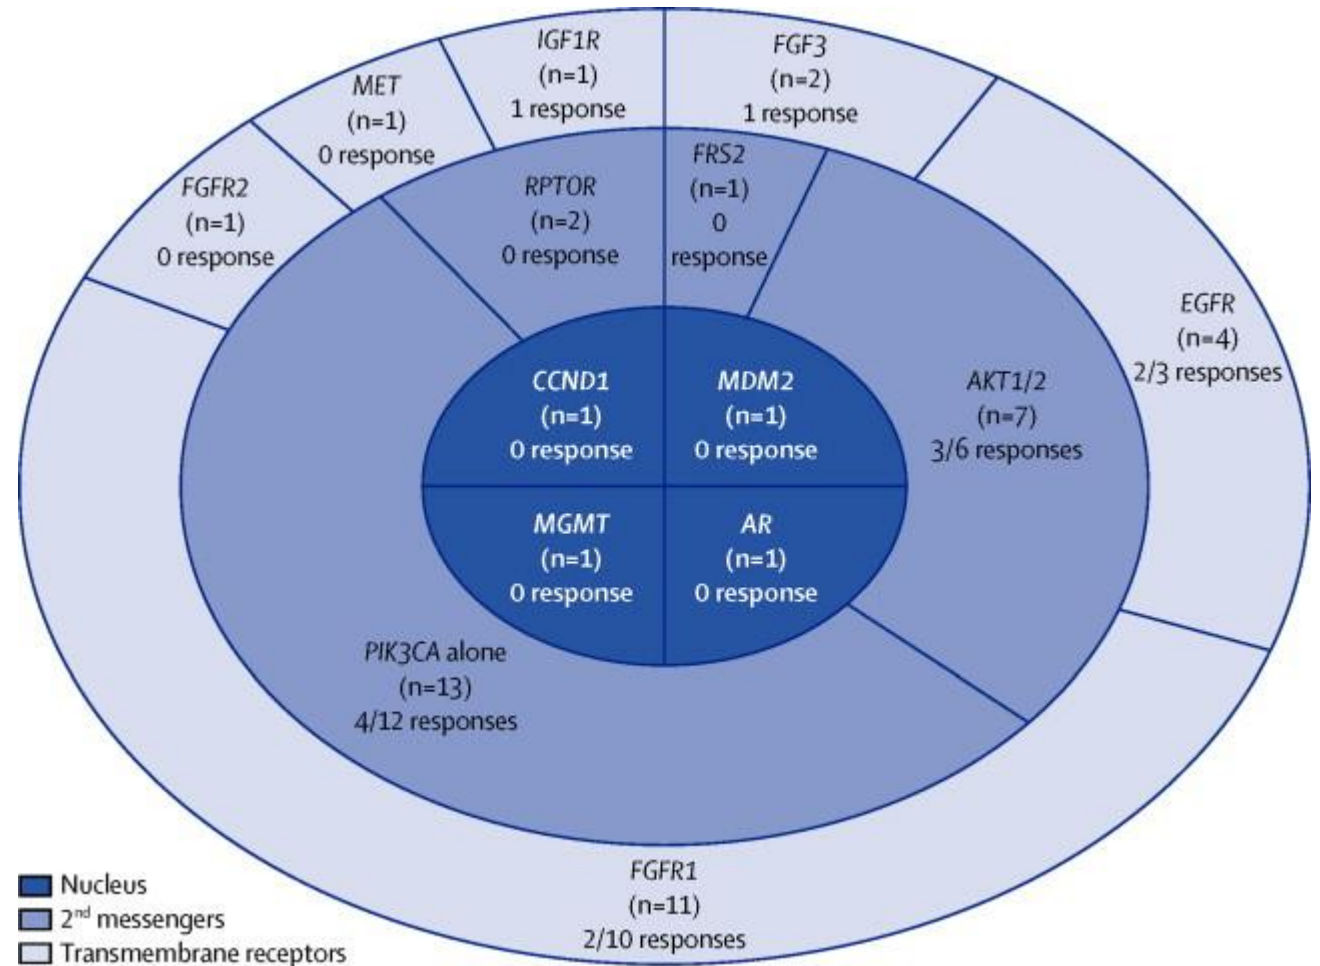 IGF1R
(n=1)
1 response
FGF3
(n=2)
1 response
MET
(n=1)
0 response
FGFR2
(n=1)
0 response
RPTOR
(n=2)
0 response
FRS2
(n=1)
0
response
EGFR
(n=4)
2/3 responses
CCND1
(n=1)
0 response
MDM2
(n=1)
0 response
AKT1/2
(n=7)
3/6 responses
MGMT
(n=1)
0 response
AR
(n=1)
0 response
PIK3CA alone
(n=13)
4/12 responses
FGFR1
(n=11)
2/10 responses
Nucleus
2nd messengers
Transmembrane receptors